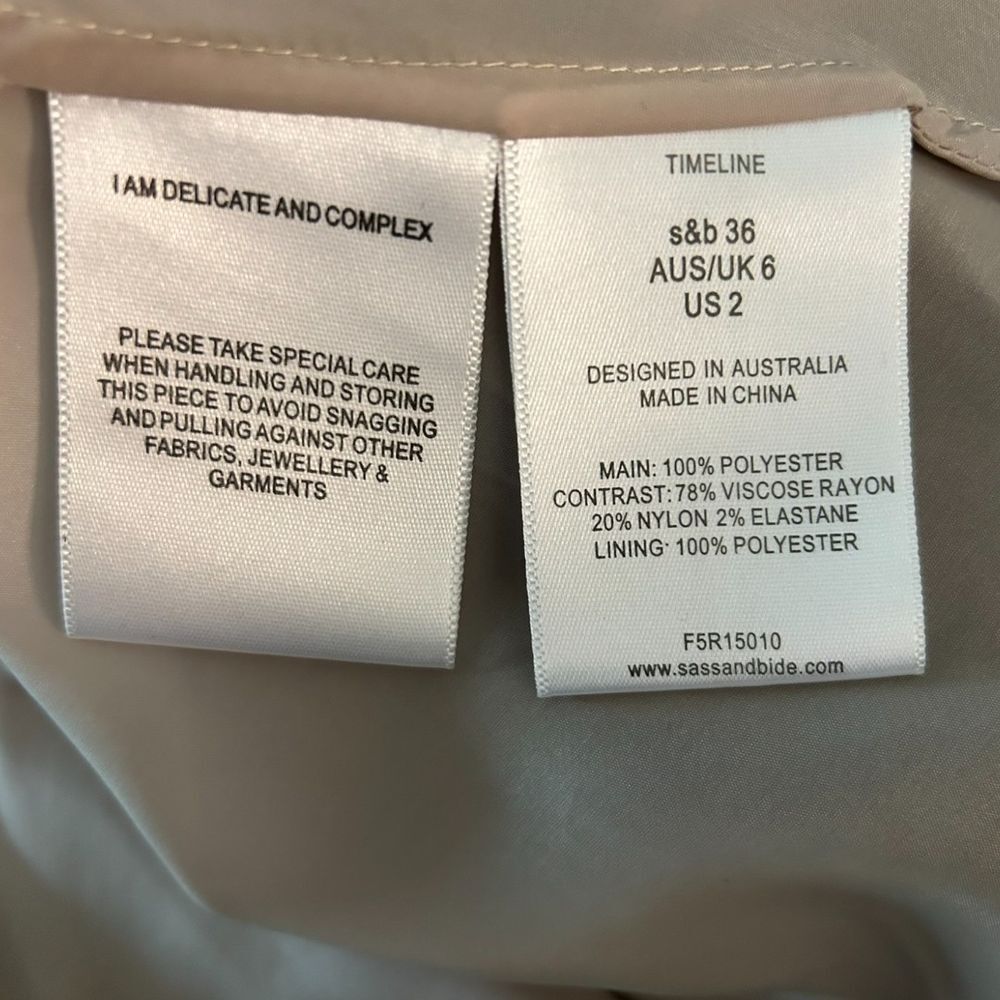 I AM DELICATE AND COMPLEX
PLEASE TAKE SPECIAL CARE
WHEN HANDLING AND STORING
THIS PIECE TO AVOID SNAGGING
AND PULLING AGAINST OTHER
FABRICS, JEWELLERY &
GARMENTS
TIMELINE
s&b 36
AUS/UK 6
US 2
DESIGNED IN AUSTRALIA
MADE IN CHINA
MAIN: 100% POLYESTER
CONTRAST: 78% VISCOSE RAYON
20% NYLON 2% ELASTANE
LINING: 100% POLYESTER
F5R15010
www.sassandbide.com